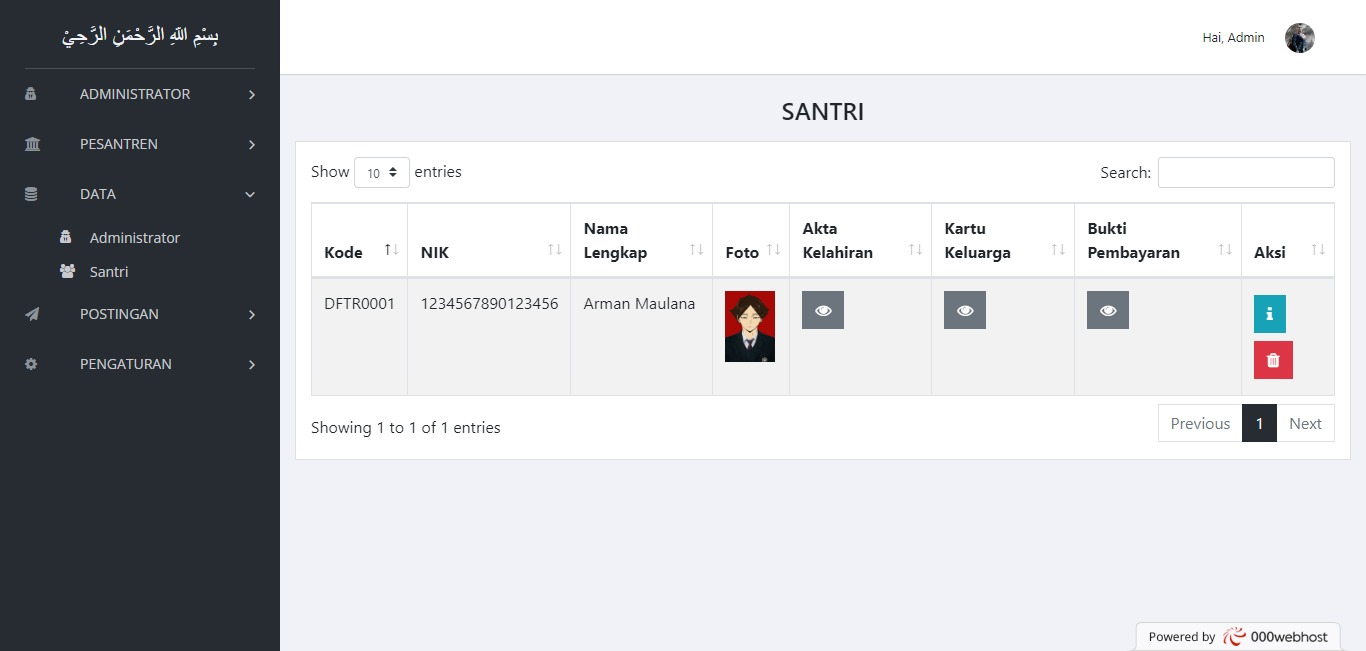 بِسْمِ اللهِ الرَّحْمَنِ الرَّحِيْ
Hai, Admin
ADMINISTRATOR
PESANTREN
DATA
Administrator
Santri
POSTINGAN
PENGATURAN
SANTRI
Show 10 entries
Search:
Kode
NIK
Nama
Lengkap
Foto
Akta
Kelahiran
Kartu
Keluarga
Bukti
Pembayaran
Aksi
DFTR0001
1234567890123456
Arman Maulana
Showing 1 to 1 of 1 entries
Previous
1
Next
Powered by 000webhost